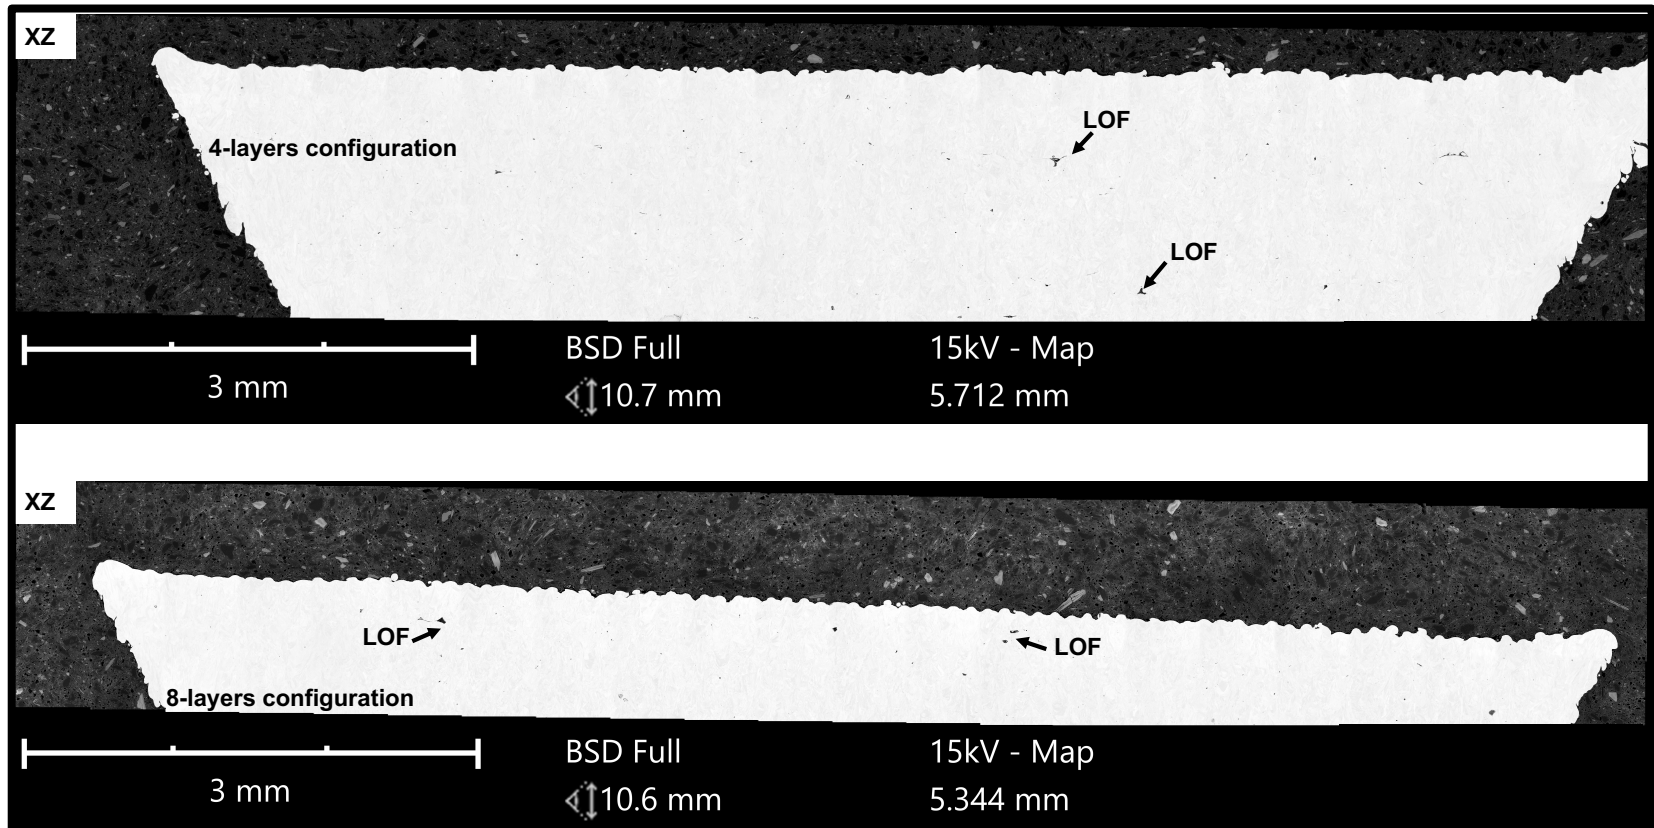 XZ
LOF
4-layers configuration
LOF
3 mm
BSD Full
10.7 mm
15kV - Map
5.712 mm
XZ
LOF
LOF
8-layers configuration
3 mm
BSD Full
10.6 mm
15kV - Map
5.344 mm